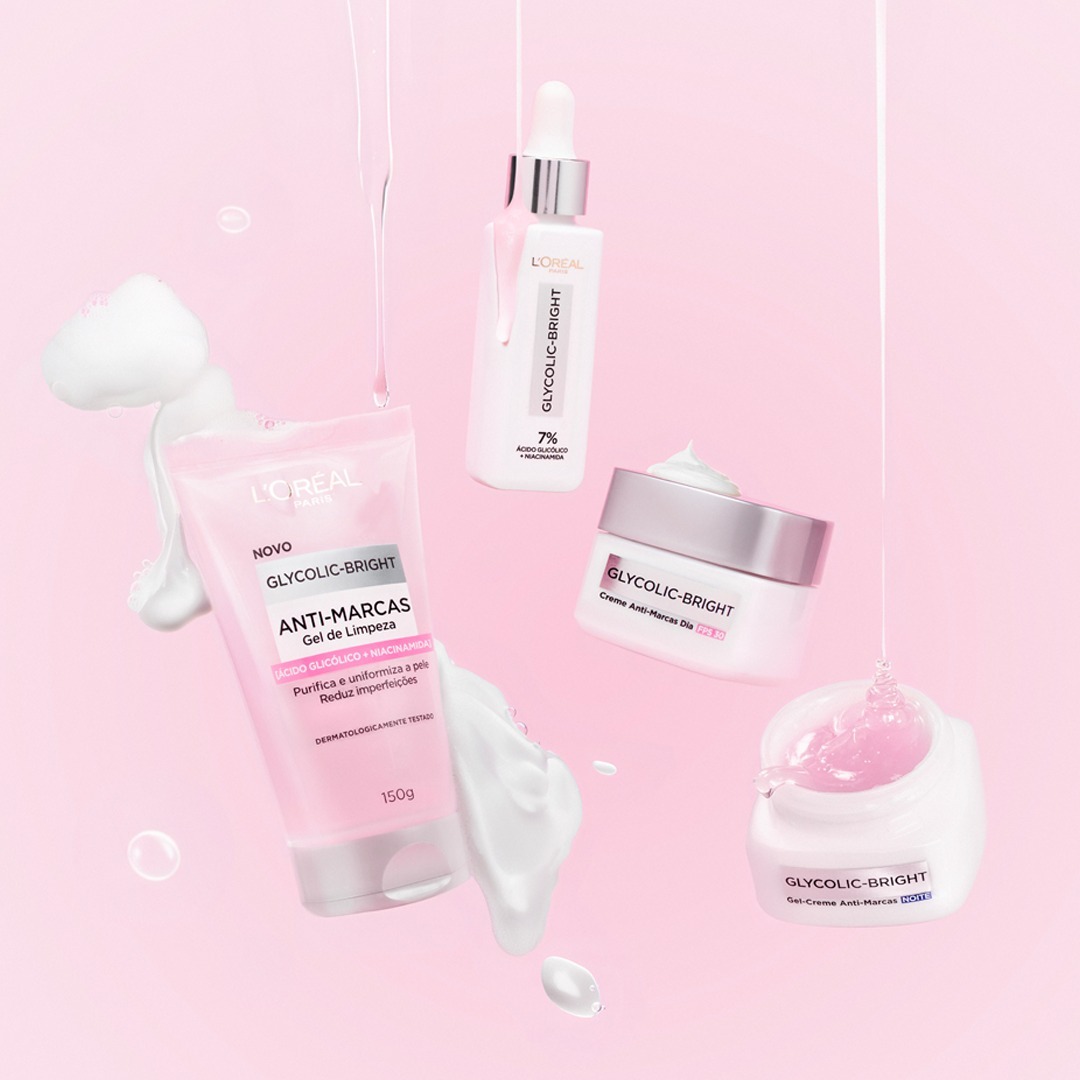 L'ORÉAL
PARIS
NOVO
GLYCOLIC-BRIGHT
ANTI-MARCAS
Gel de Limpeza
[ÁCIDO GLICÓLICO + NIACINAMIDA]
Purifica e uniformiza a pele
Reduz imperfeições
DERMATOLOGICAMENTE TESTADO
150g
L'ORÉAL
PARIS
GLYCOLIC-BRIGHT
7%
ÁCIDO GLICÓLICO
+ NIACINAMIDA
GLYCOLIC-BRIGHT
Creme Anti-Marcas Dia FPS 30
GLYCOLIC-BRIGHT
Gel-Creme Anti-Marcas NOITE